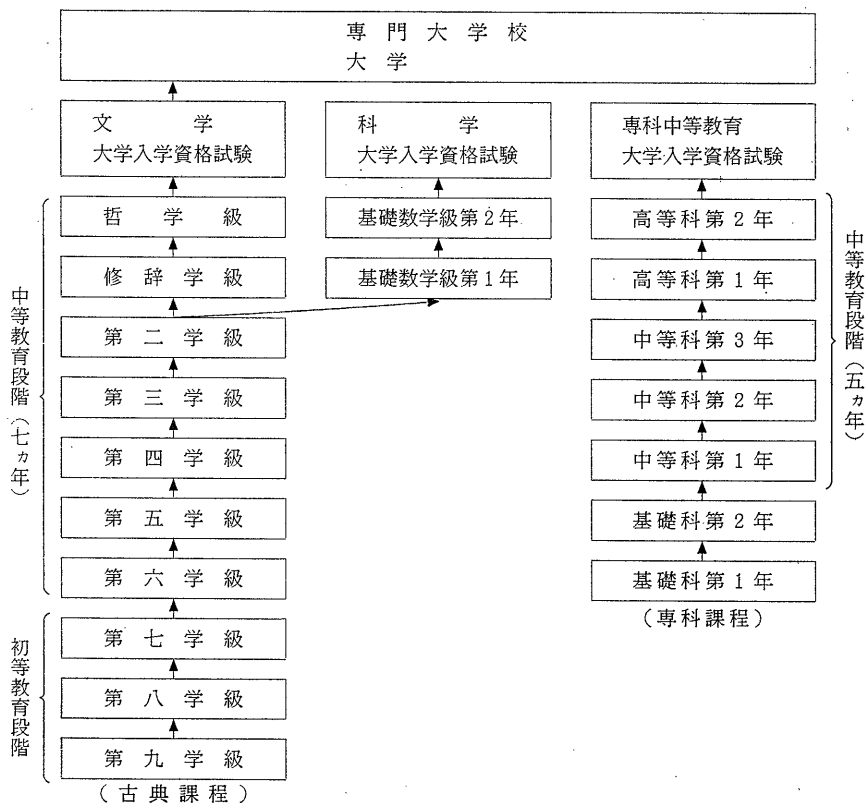 専門大学校
大学
文学
大学入学資格試験
科学
大学入学資格試験
専科中等教育
大学入学資格試験
哲学級
基礎数学級第2年
高等科第2年
修辞学級
基礎数学級第1年
高等科第1年
第二学級
中等科第3年
第三学級
中等科第2年
第四学級
中等科第1年
第五学級
基礎科第2年
第六学級
基礎科第1年
(専科課程)
第七学級
第八学級
第九学級
(古典課程)
中等教育段階(七ヵ年)
初等教育段階
中等教育段階(五ヵ年)